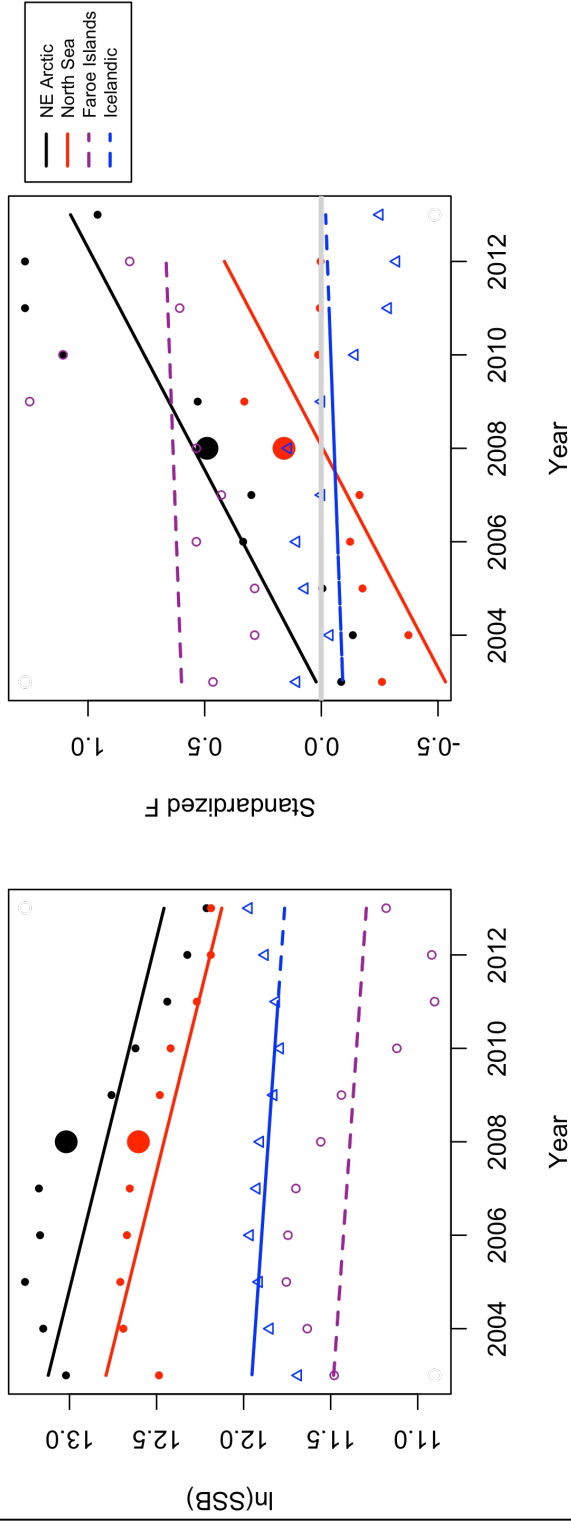 NE Arctic
North Sea
Faroe Islands
Icelandic
1.0
0.5
0.0
-0.5
Standardized F
2004
2006
2008
2010
2012
Year
13.0
12.5
12.0
11.5
11.0
ln(SSB)
2004
2006
2008
2010
2012
Year